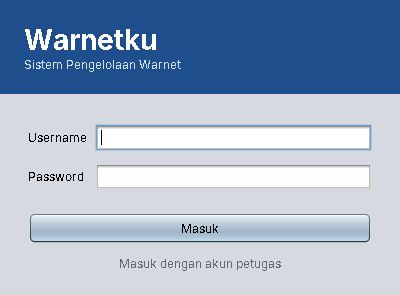 Warnetku
Sistem Pengelolaan Warnet
Username
Password
Masuk
Masuk dengan akun petugas